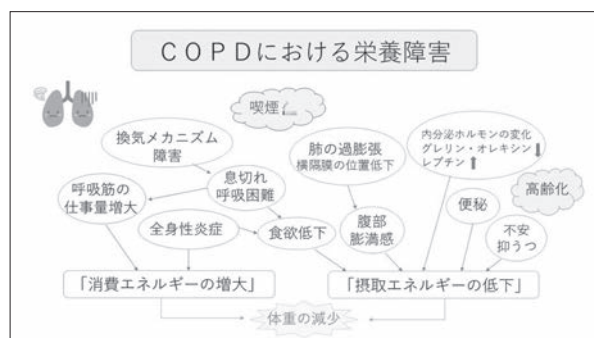 COPDにおける栄養障害
喫煙
換気メカニズム
障害
肺の過膨張
横隔膜の位置低下
内分泌ホルモンの変化
グレリン・オレキシン⬇
レプチン⬆
高齢化
呼吸筋の
仕事量増大
息切れ
呼吸困難
便秘
全身性炎症
食欲低下
腹部
膨満感
不安
抑うつ
「消費エネルギーの増大」
「摂取エネルギーの低下」
体重の減少